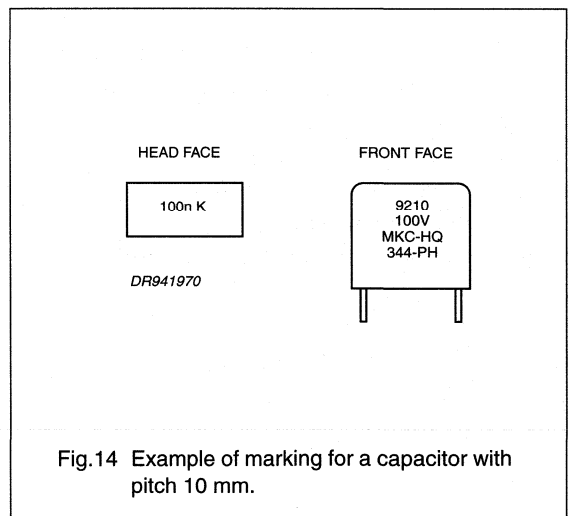 HEAD FACE
FRONT FACE
100n K
9210
100V
MKC-HQ
344-PH
DR941970
Fig.14 Example of marking for a capacitor with
pitch 10 mm.